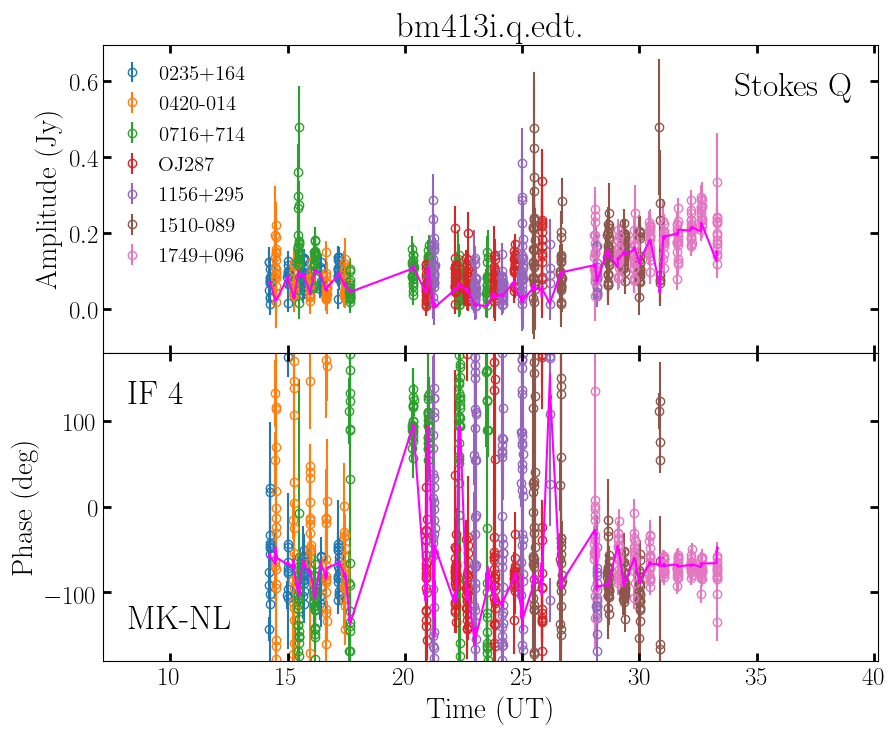 bm413i.q.edt.
Stokes Q
0235+164
0420-014
0716+714
OJ287
1156+295
1510-089
1749+096
Amplitude (Jy)
0.6
0.4
0.2
0.0
IF 4
MK-NL
Phase (deg)
100
0
−100
10
15
20
25
30
35
40
Time (UT)